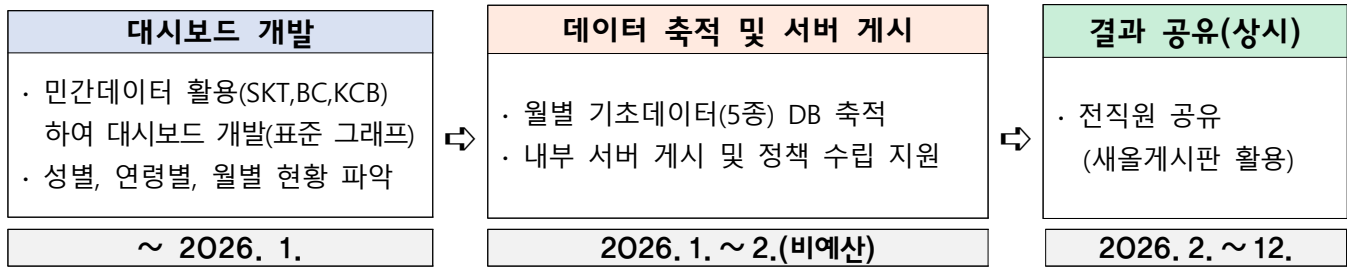 대시보드 개발
· 민간데이터 활용(SKT,BC,KCB)
하여 대시보드 개발(표준 그래프)
· 성별, 연령별, 월별 현황 파악
～ 2026. 1.
⇨
데이터 축적 및 서버 게시
· 월별 기초데이터(5종) DB 축적
· 내부 서버 게시 및 정책 수립 지원
2026. 1. ～ 2.(비예산)
⇨
결과 공유(상시)
· 전직원 공유
(새올게시판 활용)
2026. 2. ～ 12.